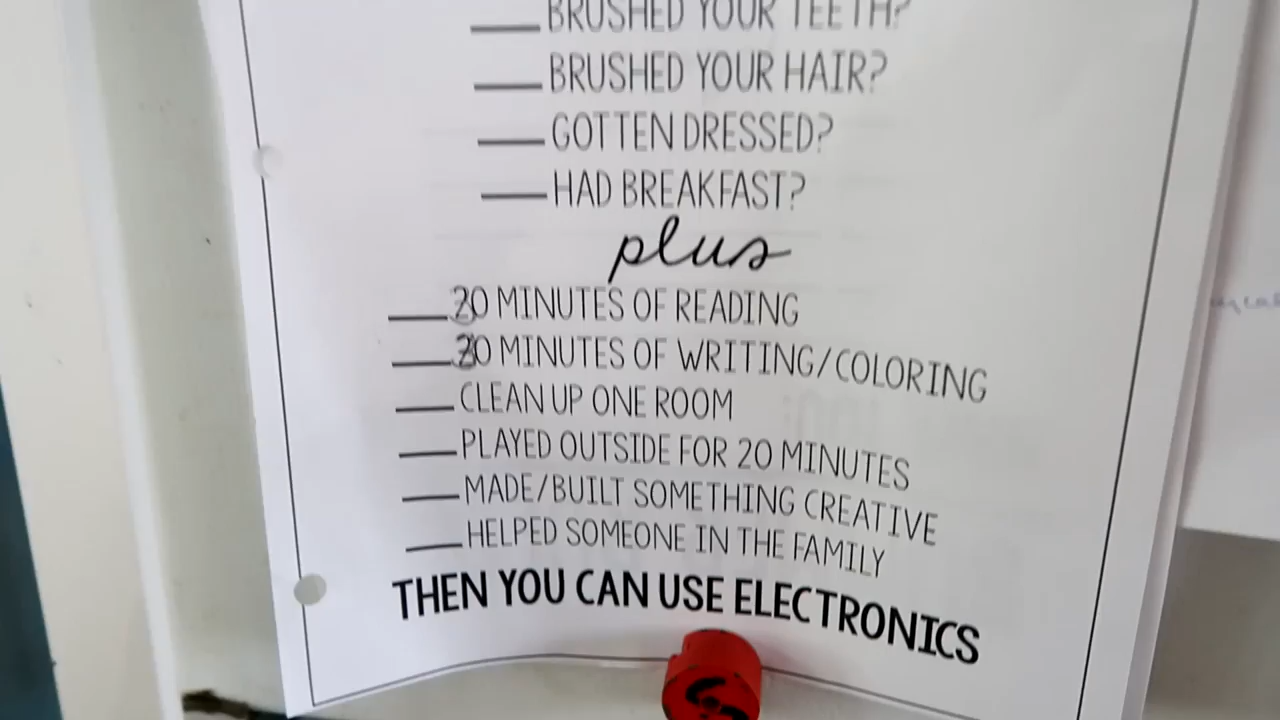 BRUSHED YOUR TEETH?
BRUSHED YOUR HAIR?
GOTTEN DRESSED?
HAD BREAKFAST?
plus
20 MINUTES OF READING
30 MINUTES OF WRITING/COLORING
CLEAN UP ONE ROOM
PLAYED OUTSIDE FOR 20 MINUTES
MADE/BUILT SOMETHING CREATIVE
HELPED SOMEONE IN THE FAMILY
THEN YOU CAN USE ELECTRONICS